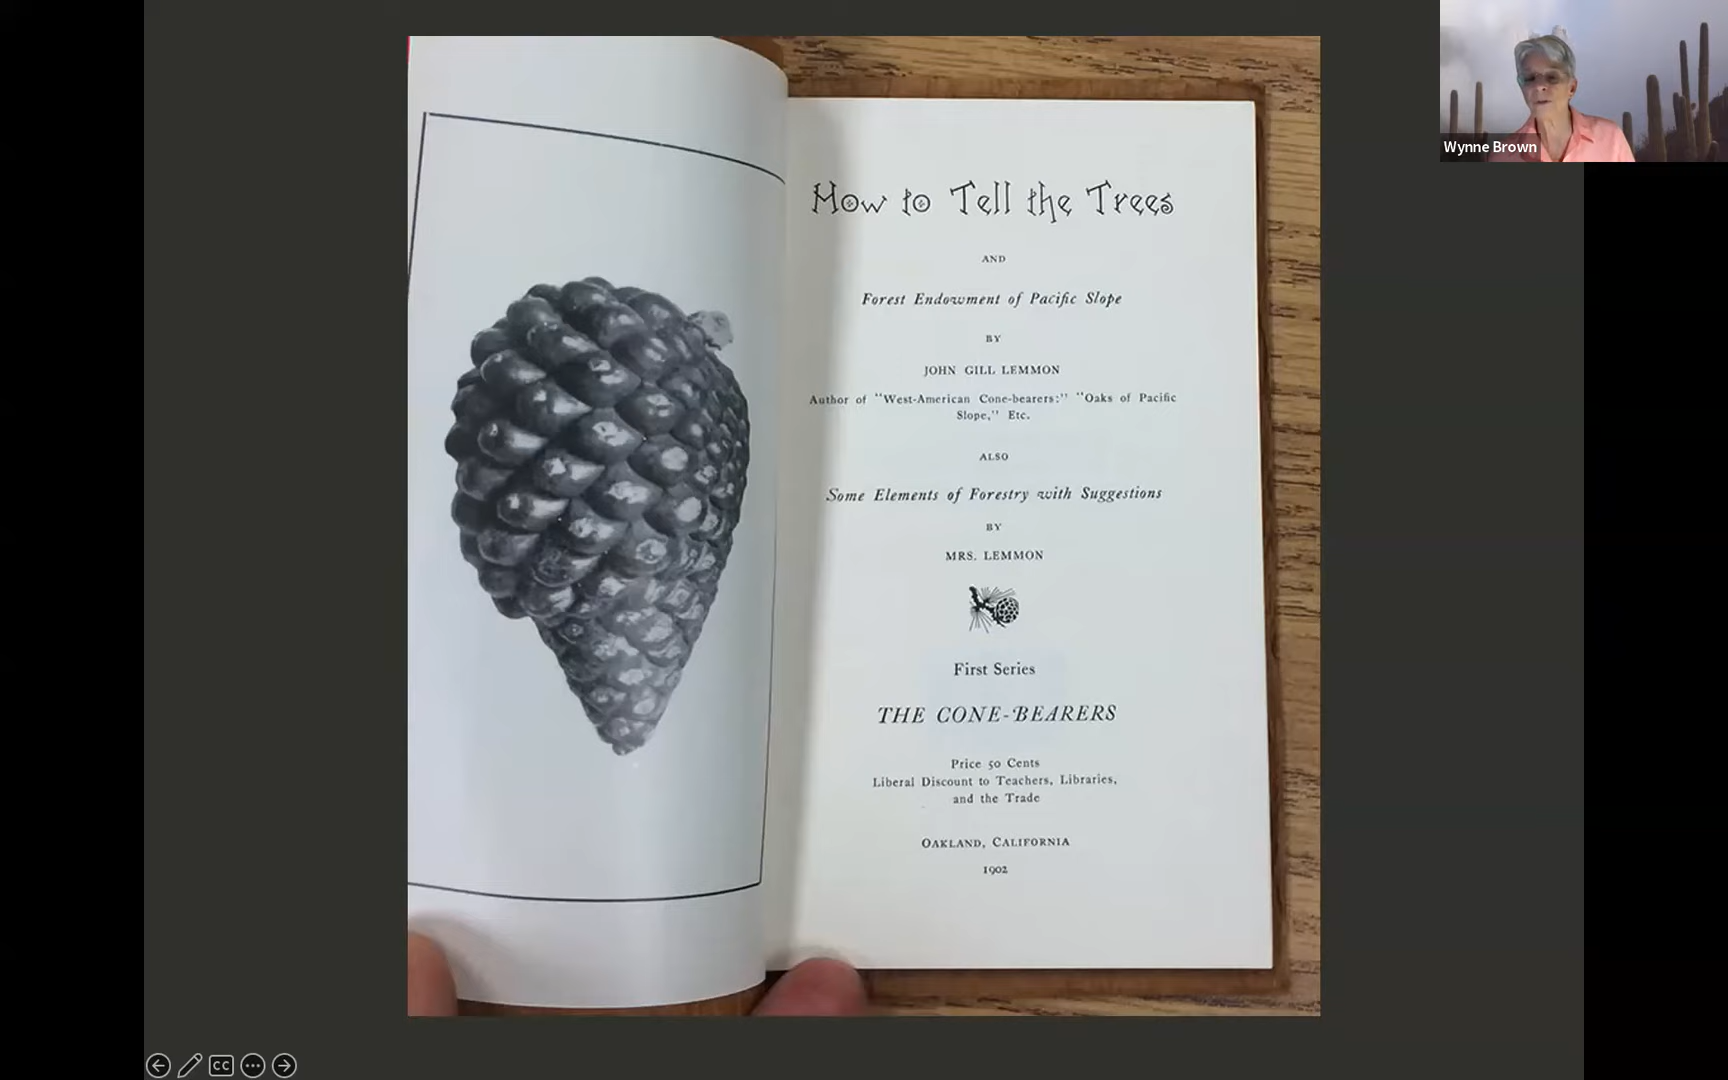 How to Tell the Trees
AND
Forest Endowment of Pacific Slope
BY
JOHN GILL LEMMON
Author of "West-American Cone-bearers:" "Oaks of Pacific
Slope," Etc.
ALSO
Some Elements of Forestry with Suggestions
BY
MRS. LEMMON
First Series
THE CONE-BEARERS
Price 50 Cents
Liberal Discount to Teachers, Libraries,
and the Trade
OAKLAND, CALIFORNIA
1902
Wynne Brown
CC